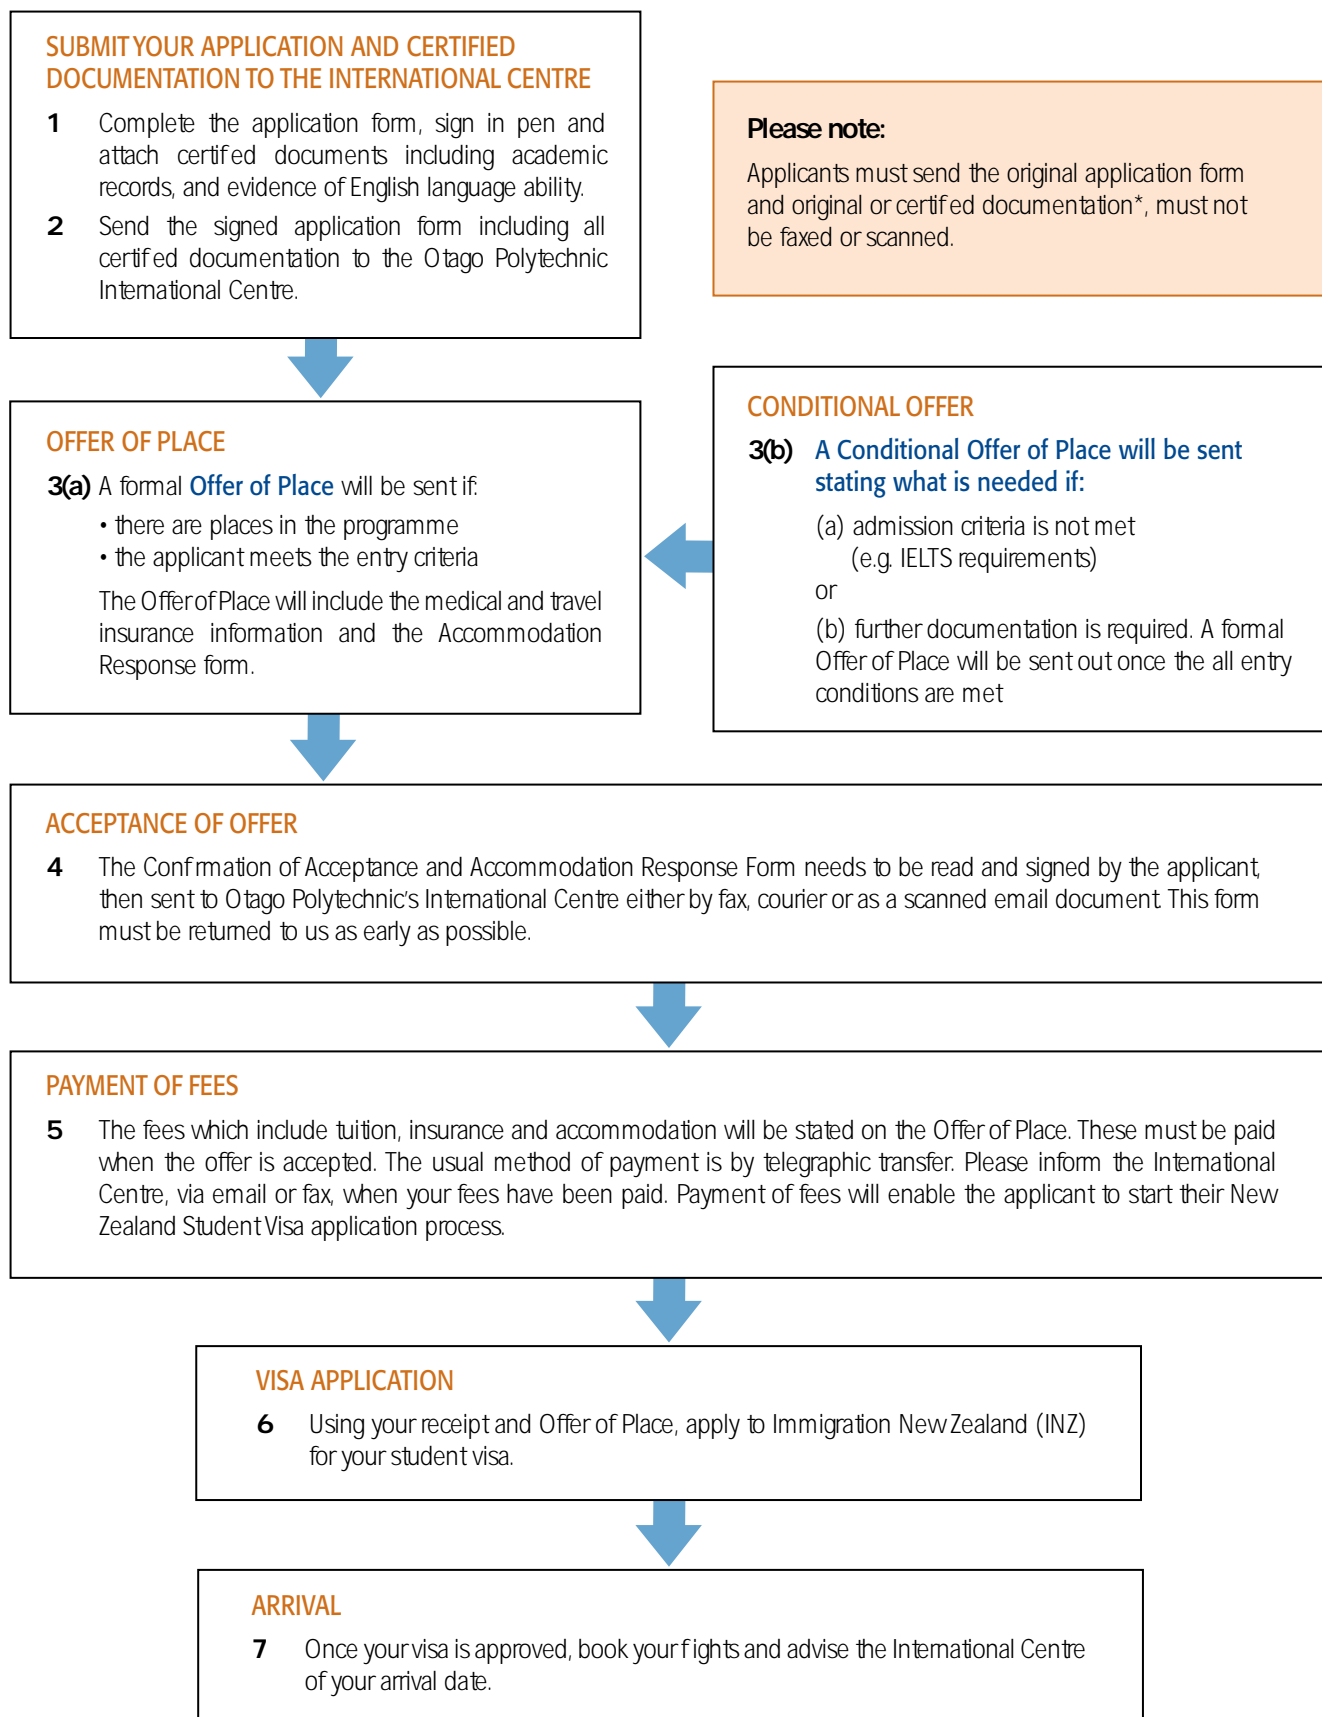 SUBMIT YOUR APPLICATION AND CERTIFIED
DOCUMENTATION TO THE INTERNATIONAL CENTRE
1 Complete the application form, sign in pen and
attach certifed documents including academic
records, and evidence of English language ability.
2 Send the signed application form including all
certifed documentation to the Otago Polytechnic
International Centre.
Please note:
Applicants must send the original application form
and original or certifed documentation*, must not
be faxed or scanned.
OFFER OF PLACE
3(a) A formal Offer of Place will be sent if:
• there are places in the programme
• the applicant meets the entry criteria
The Offer of Place will include the medical and travel
insurance information and the Accommodation
Response form.
CONDITIONAL OFFER
3(b) A Conditional Offer of Place will be sent
stating what is needed if:
(a) admission criteria is not met
(e.g. IELTS requirements)
or
(b) further documentation is required. A formal
Offer of Place will be sent out once the all entry
conditions are met
ACCEPTANCE OF OFFER
4 The Confrmation of Acceptance and Accommodation Response Form needs to be read and signed by the applicant,
then sent to Otago Polytechnic's International Centre either by fax, courier or as a scanned email document. This form
must be returned to us as early as possible.
PAYMENT OF FEES
5 The fees which include tuition, insurance and accommodation will be stated on the Offer of Place. These must be paid
when the offer is accepted. The usual method of payment is by telegraphic transfer. Please inform the International
Centre, via email or fax, when your fees have been paid. Payment of fees will enable the applicant to start their New
Zealand Student Visa application process.
VISA APPLICATION
6 Using your receipt and Offer of Place, apply to Immigration New Zealand (INZ)
for your student visa.
ARRIVAL
7 Once your visa is approved, book your fights and advise the International Centre
of your arrival date.